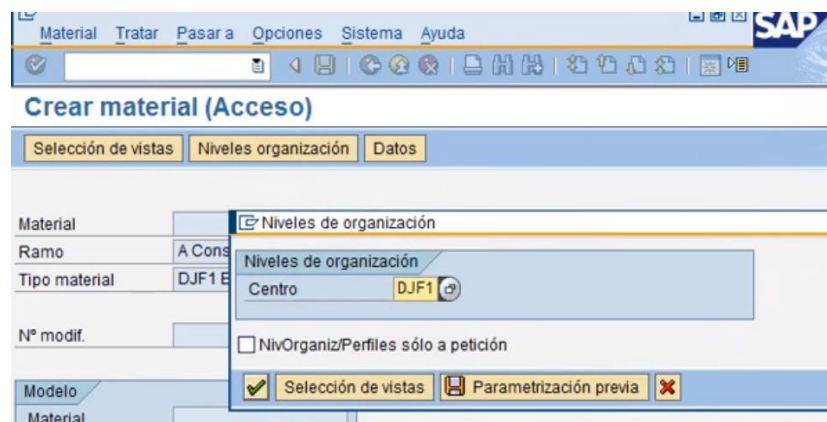 Material Tratar Pasar a Opciones Sistema Ayuda
SAP
Crear material (Acceso)
Selección de vistas Niveles organización Datos
Material
Ramo A Cons
Tipo material DJF1 E
Nº modif.
Modelo
Material
Niveles de organización
Niveles de organización
Centro DJF1
NivOrganiz/Perfiles sólo a petición
Selección de vistas Parametrización previa